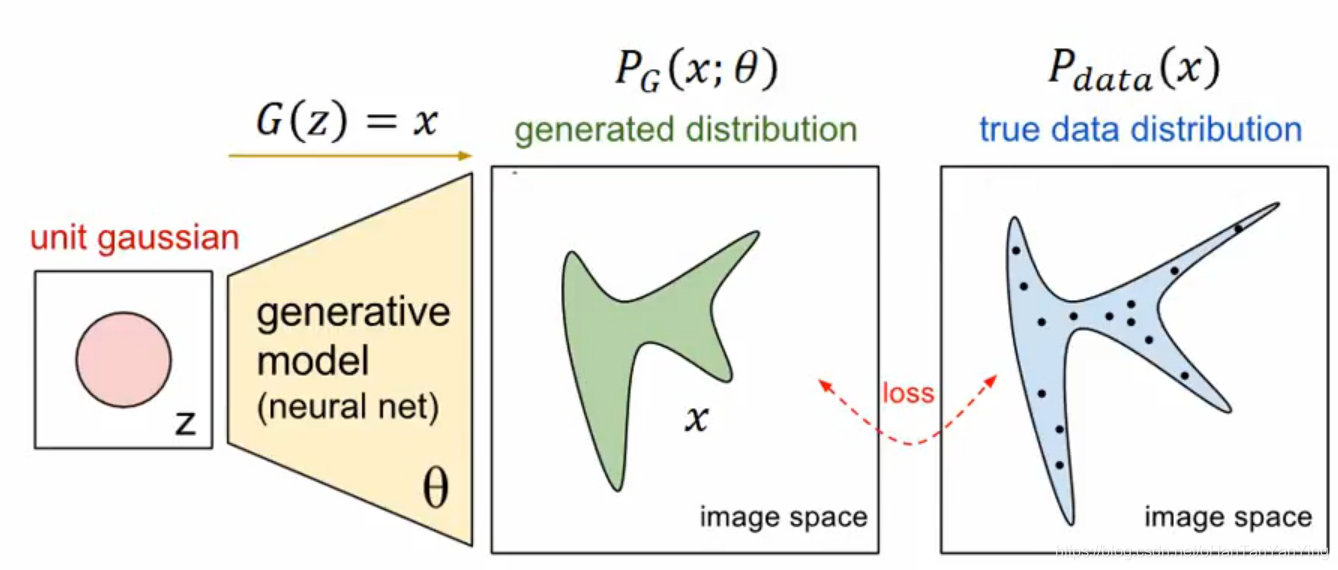 P_G(x; θ)
P_data(x)
G(z) = x
generated distribution
true data distribution
unit gaussian
generative
model
(neural net)
z
θ
x
loss
image space
image space